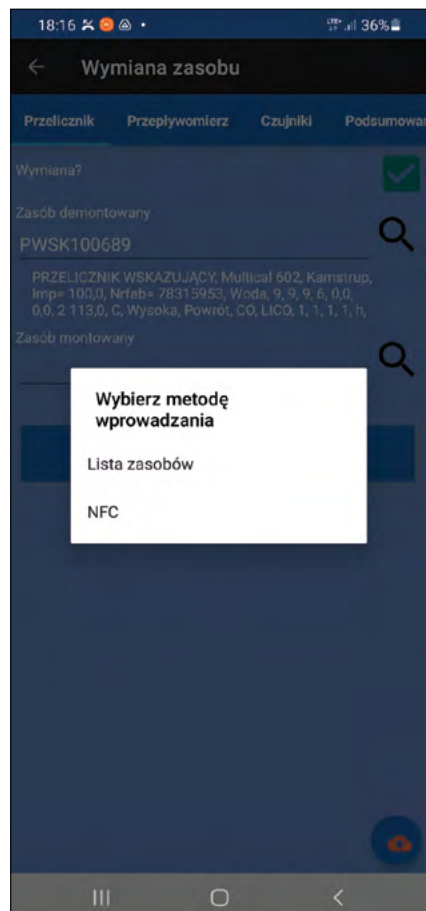 18:16 36%
Wymiana zasobu
Przelicznik Przepływomierz Czujniki Podsumowan
Wymiana?
Zasób demontowany
PWSK100689
PRZELICZNIK WSKAZUJĄCY, Multical 602, Kamstrup,
Imp= 100,0, Nrfab= 78315953, Woda, 9, 9, 9, 6, 0,0,
0,0, 2 113,0, C, Wysoka, Powrót, CO, LICO, 1, 1, 1, 1, h,
Zasób montowany
Wybierz metodę
wprowadzania
Lista zasobów
NFC